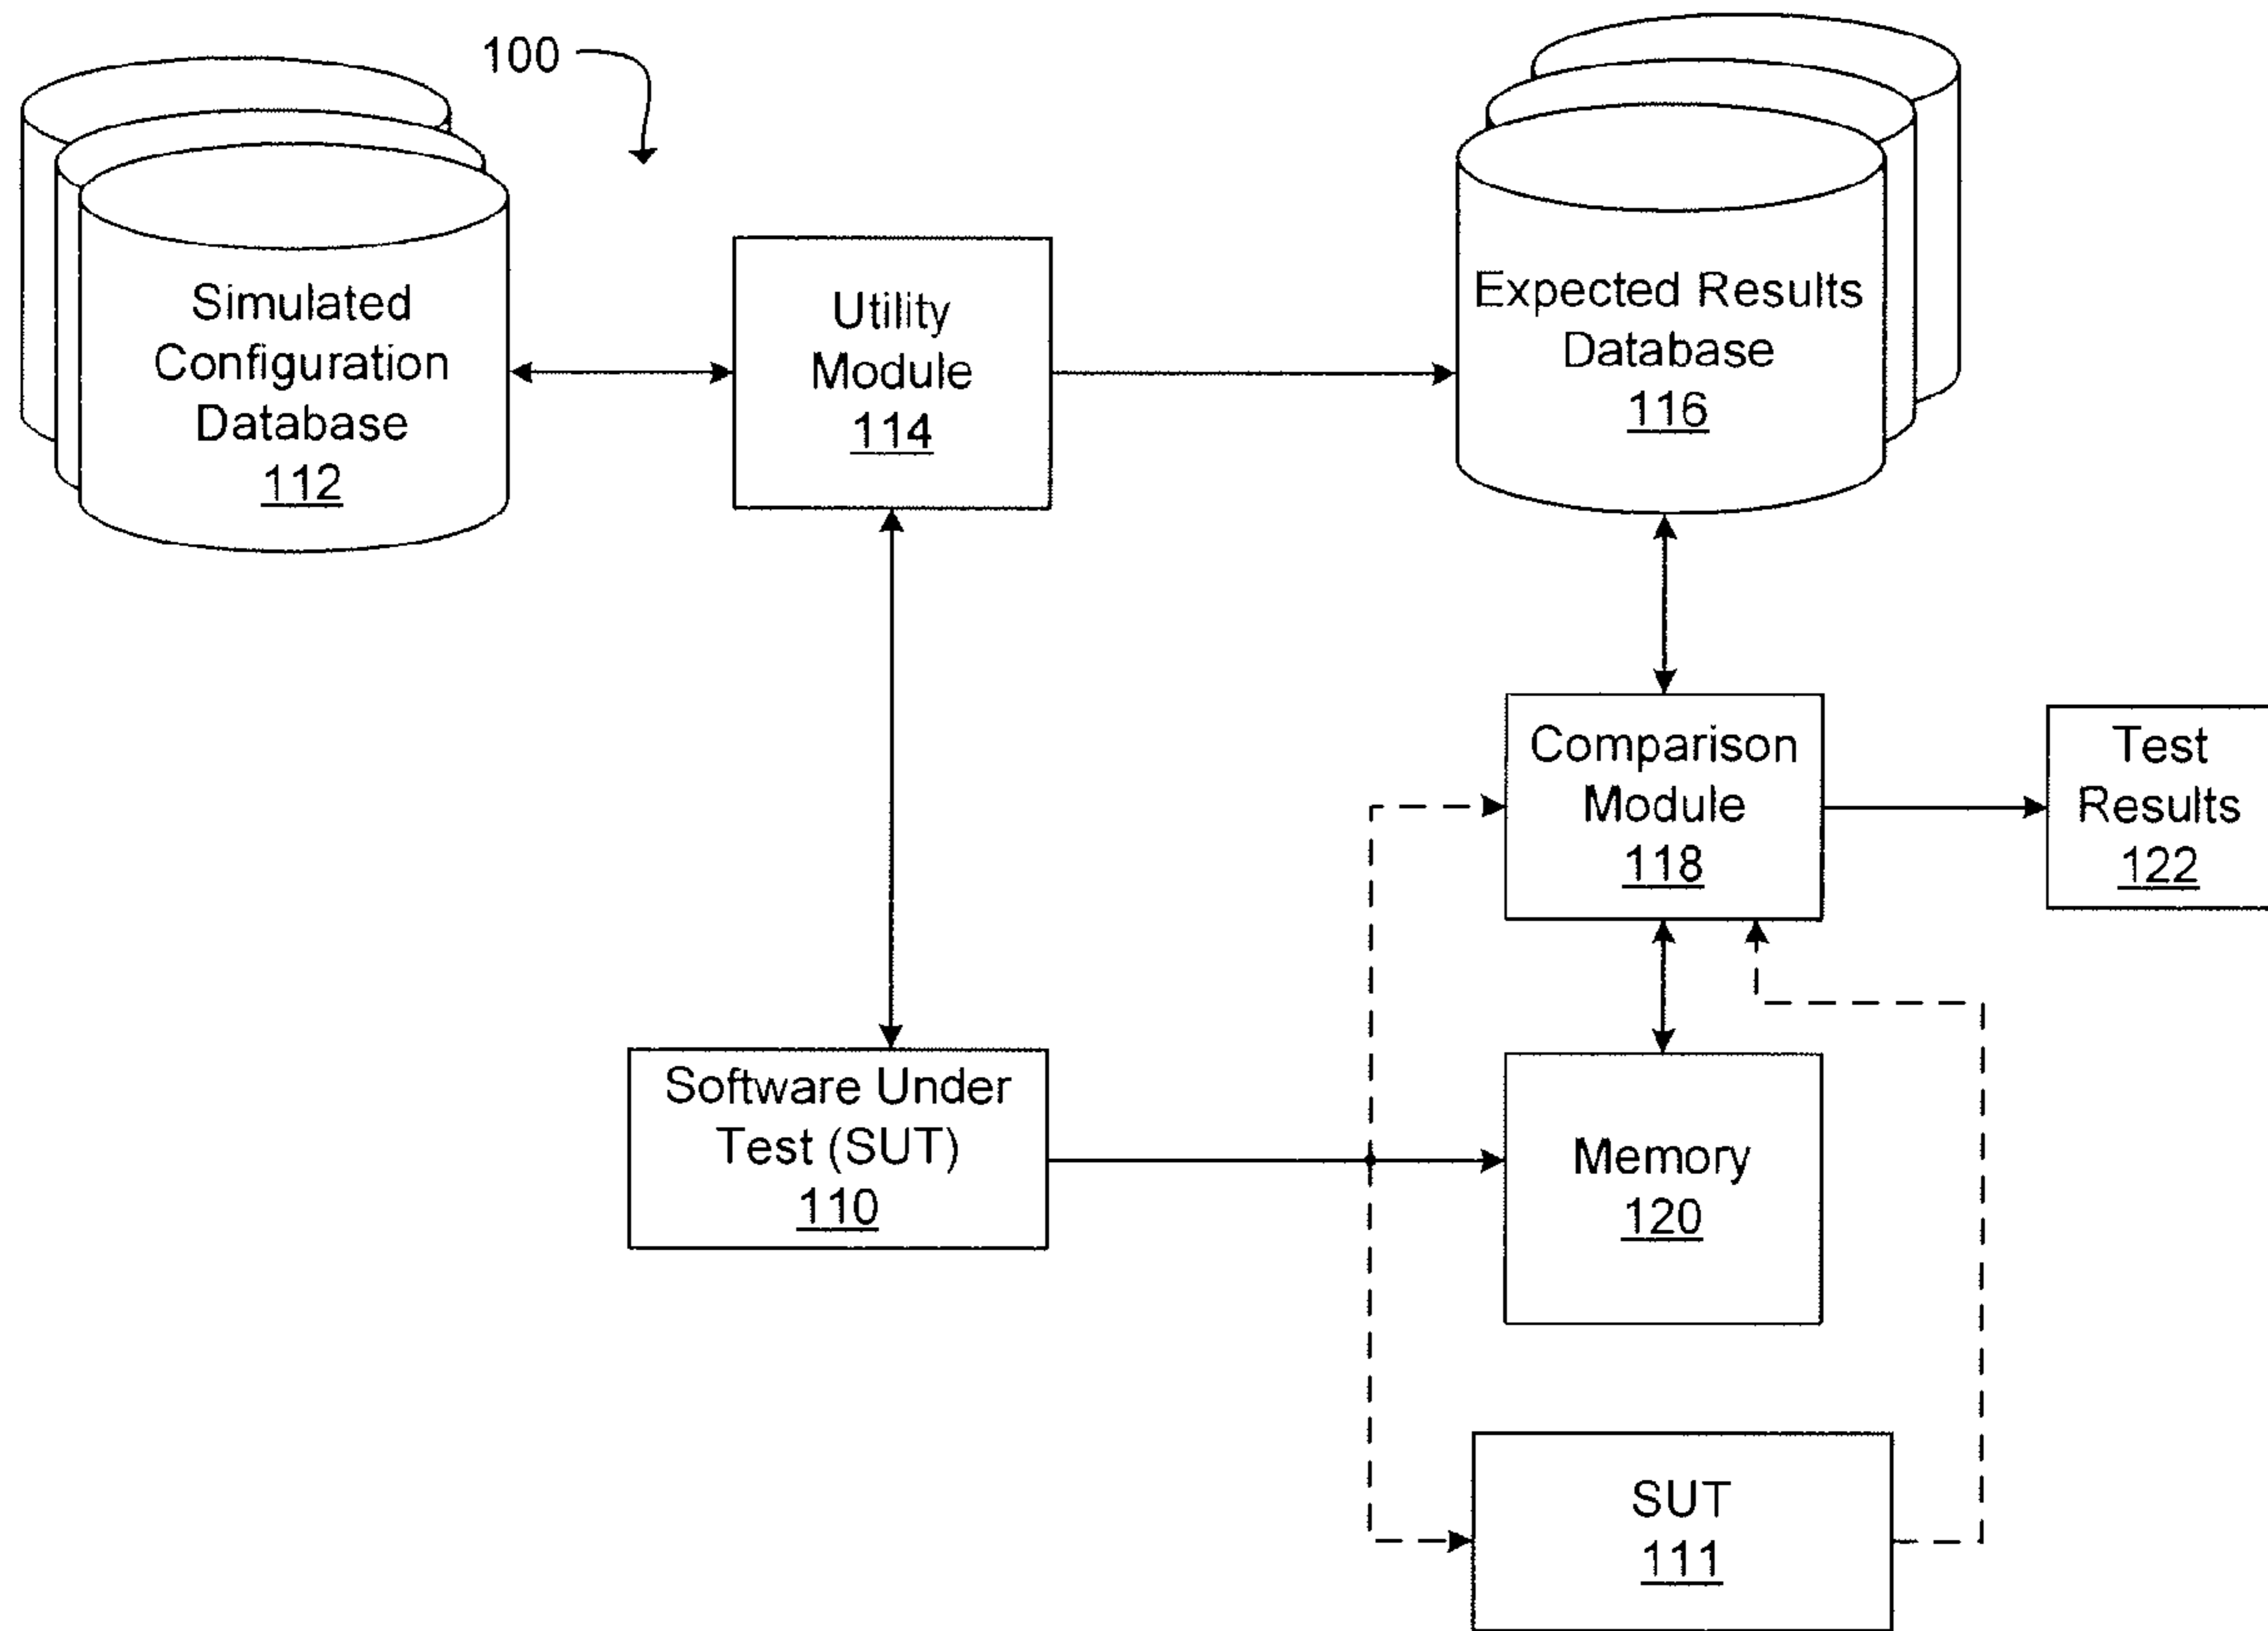 100
Simulated
Configuration
Database
112
Utility
Module
114
Expected Results
Database
116
Comparison
Module
118
Test
Results
122
Software Under
Test (SUT)
110
Memory
120
SUT
111